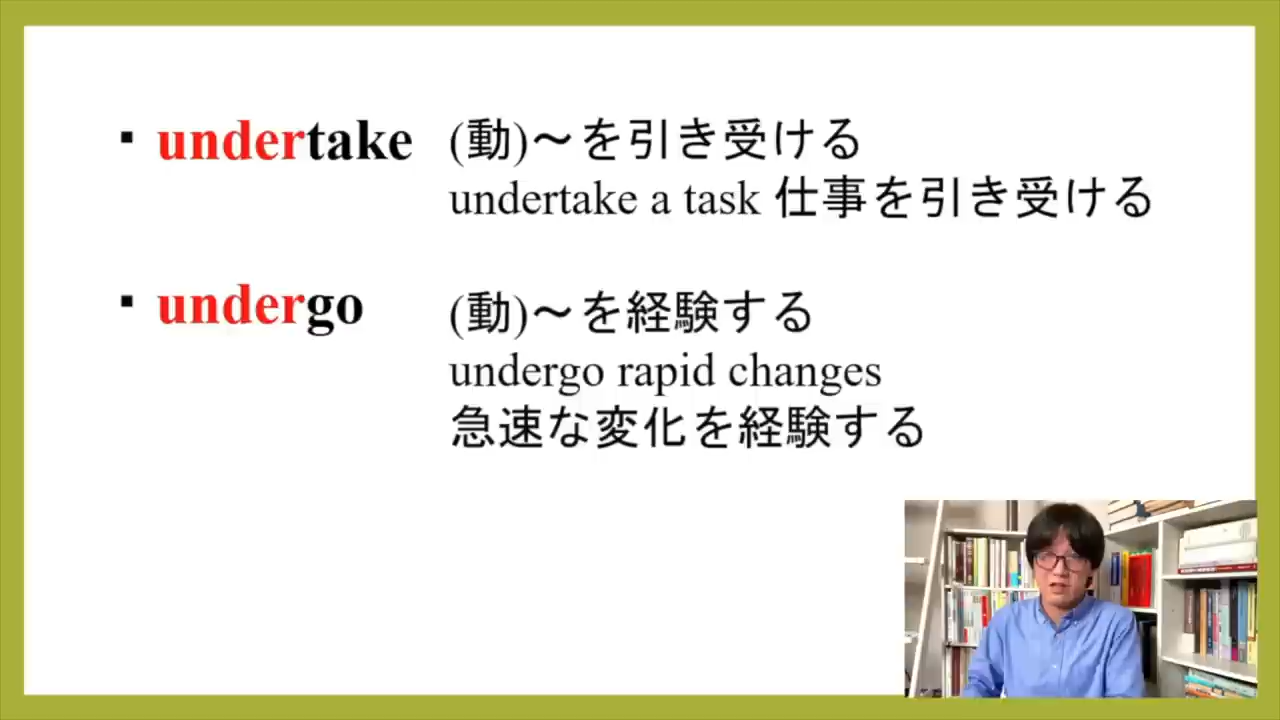 ▪ undertake (動)～を引き受ける
undertake a task 仕事を引き受ける
▪ undergo (動)～を経験する
undergo rapid changes
急速な変化を経験する